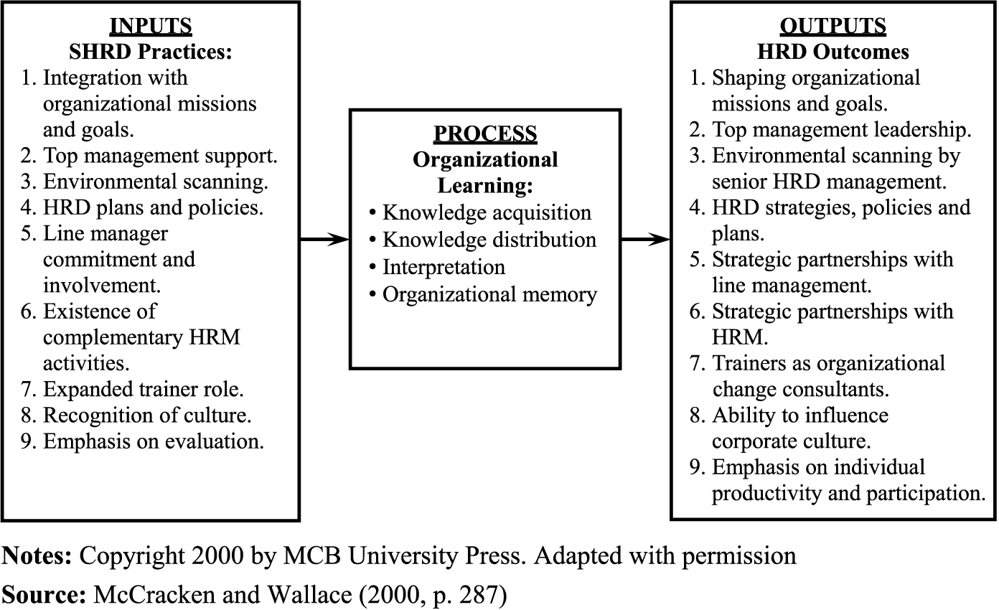 INPUTS
SHRD Practices:
1. Integration with
organizational missions
and goals.
2. Top management support.
3. Environmental scanning.
4. HRD plans and policies.
5. Line manager
commitment and
involvement.
6. Existence of
complementary HRM
activities.
7. Expanded trainer role.
8. Recognition of culture.
9. Emphasis on evaluation.
PROCESS
Organizational
Learning:
• Knowledge acquisition
• Knowledge distribution
• Interpretation
• Organizational memory
OUTPUTS
HRD Outcomes
1. Shaping organizational
missions and goals.
2. Top management leadership.
3. Environmental scanning by
senior HRD management.
4. HRD strategies, policies and
plans.
5. Strategic partnerships with
line management.
6. Strategic partnerships with
HRM.
7. Trainers as organizational
change consultants.
8. Ability to influence
corporate culture.
9. Emphasis on individual
productivity and participation.
Notes: Copyright 2000 by MCB University Press. Adapted with permission
Source: McCracken and Wallace (2000, p. 287)